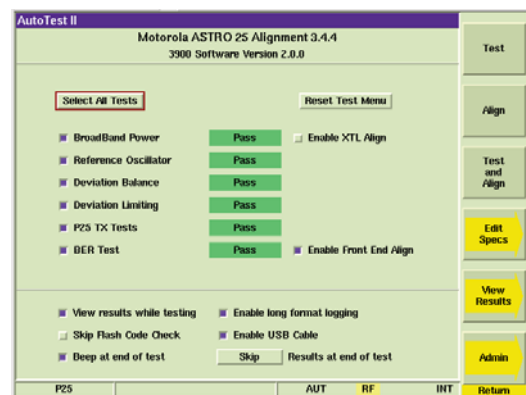 AutoTest II
Motorola ASTRO 25 Alignment 3.4.4
3900 Software Version 2.0.0
Select All Tests
Reset Test Menu
BroadBand Power
Pass
Enable XTL Align
Reference Oscillator
Pass
Deviation Balance
Pass
Deviation Limiting
Pass
P25 TX Tests
Pass
BER Test
Pass
Enable Front End Align
View results while testing
Enable long format logging
Skip Flash Code Check
Enable USB Cable
Beep at end of test
Skip
Results at end of test
P25
AUT
RF
INT
Test
Align
Test
and
Align
Edit
Specs
View
Results
Admin
Return